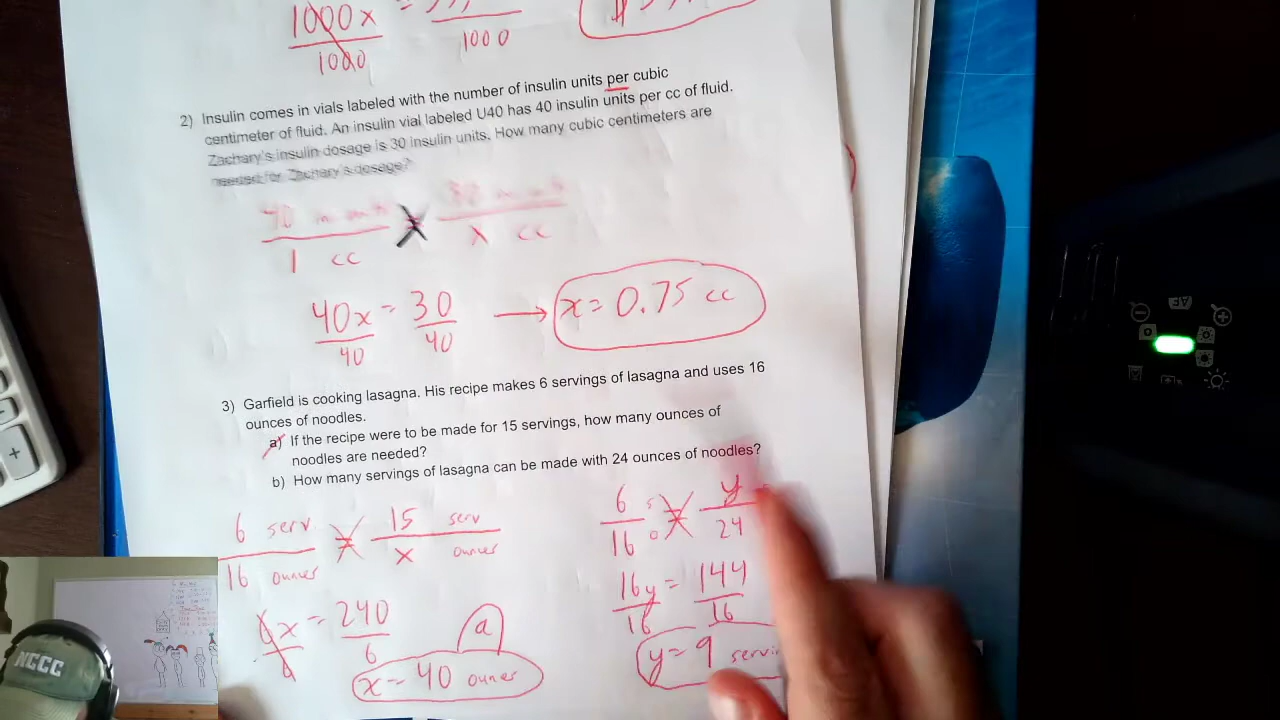 1000x =
1000 1000
2) Insulin comes in vials labeled with the number of insulin units per cubic
centimeter of fluid. An insulin vial labeled U40 has 40 insulin units per cc of fluid.
Zachary's insulin dosage is 30 insulin units. How many cubic centimeters are
needed for Zachary's dosage?
40 30
1 cc = x cc
40x = 30 → x = 0.75 cc
40 40
3) Garfield is cooking lasagna. His recipe makes 6 servings of lasagna and uses 16
ounces of noodles.
a) If the recipe were to be made for 15 servings, how many ounces of
noodles are needed?
b) How many servings of lasagna can be made with 24 ounces of noodles?
6 serv = 15 serv
16 ounces x ounces
6x = 240
6 6
a
x = 40 ounces
6 s = y
16 o 24
16y = 144
16 16
y = 9
NCCC
AF